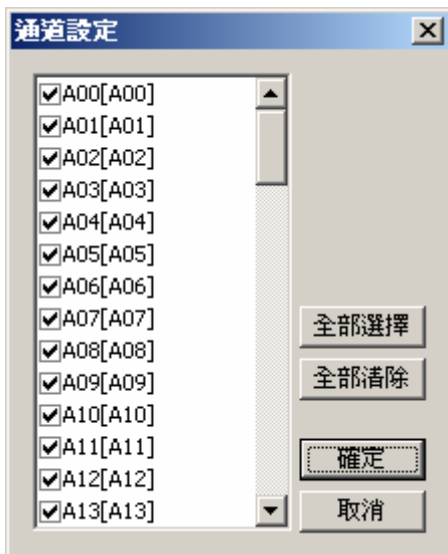 通道設定
A00[A00]
A01[A01]
A02[A02]
A03[A03]
A04[A04]
A05[A05]
A06[A06]
A07[A07]
A08[A08]
A09[A09]
A10[A10]
A11[A11]
A12[A12]
A13[A13]
全部選擇
全部清除
確定
取消